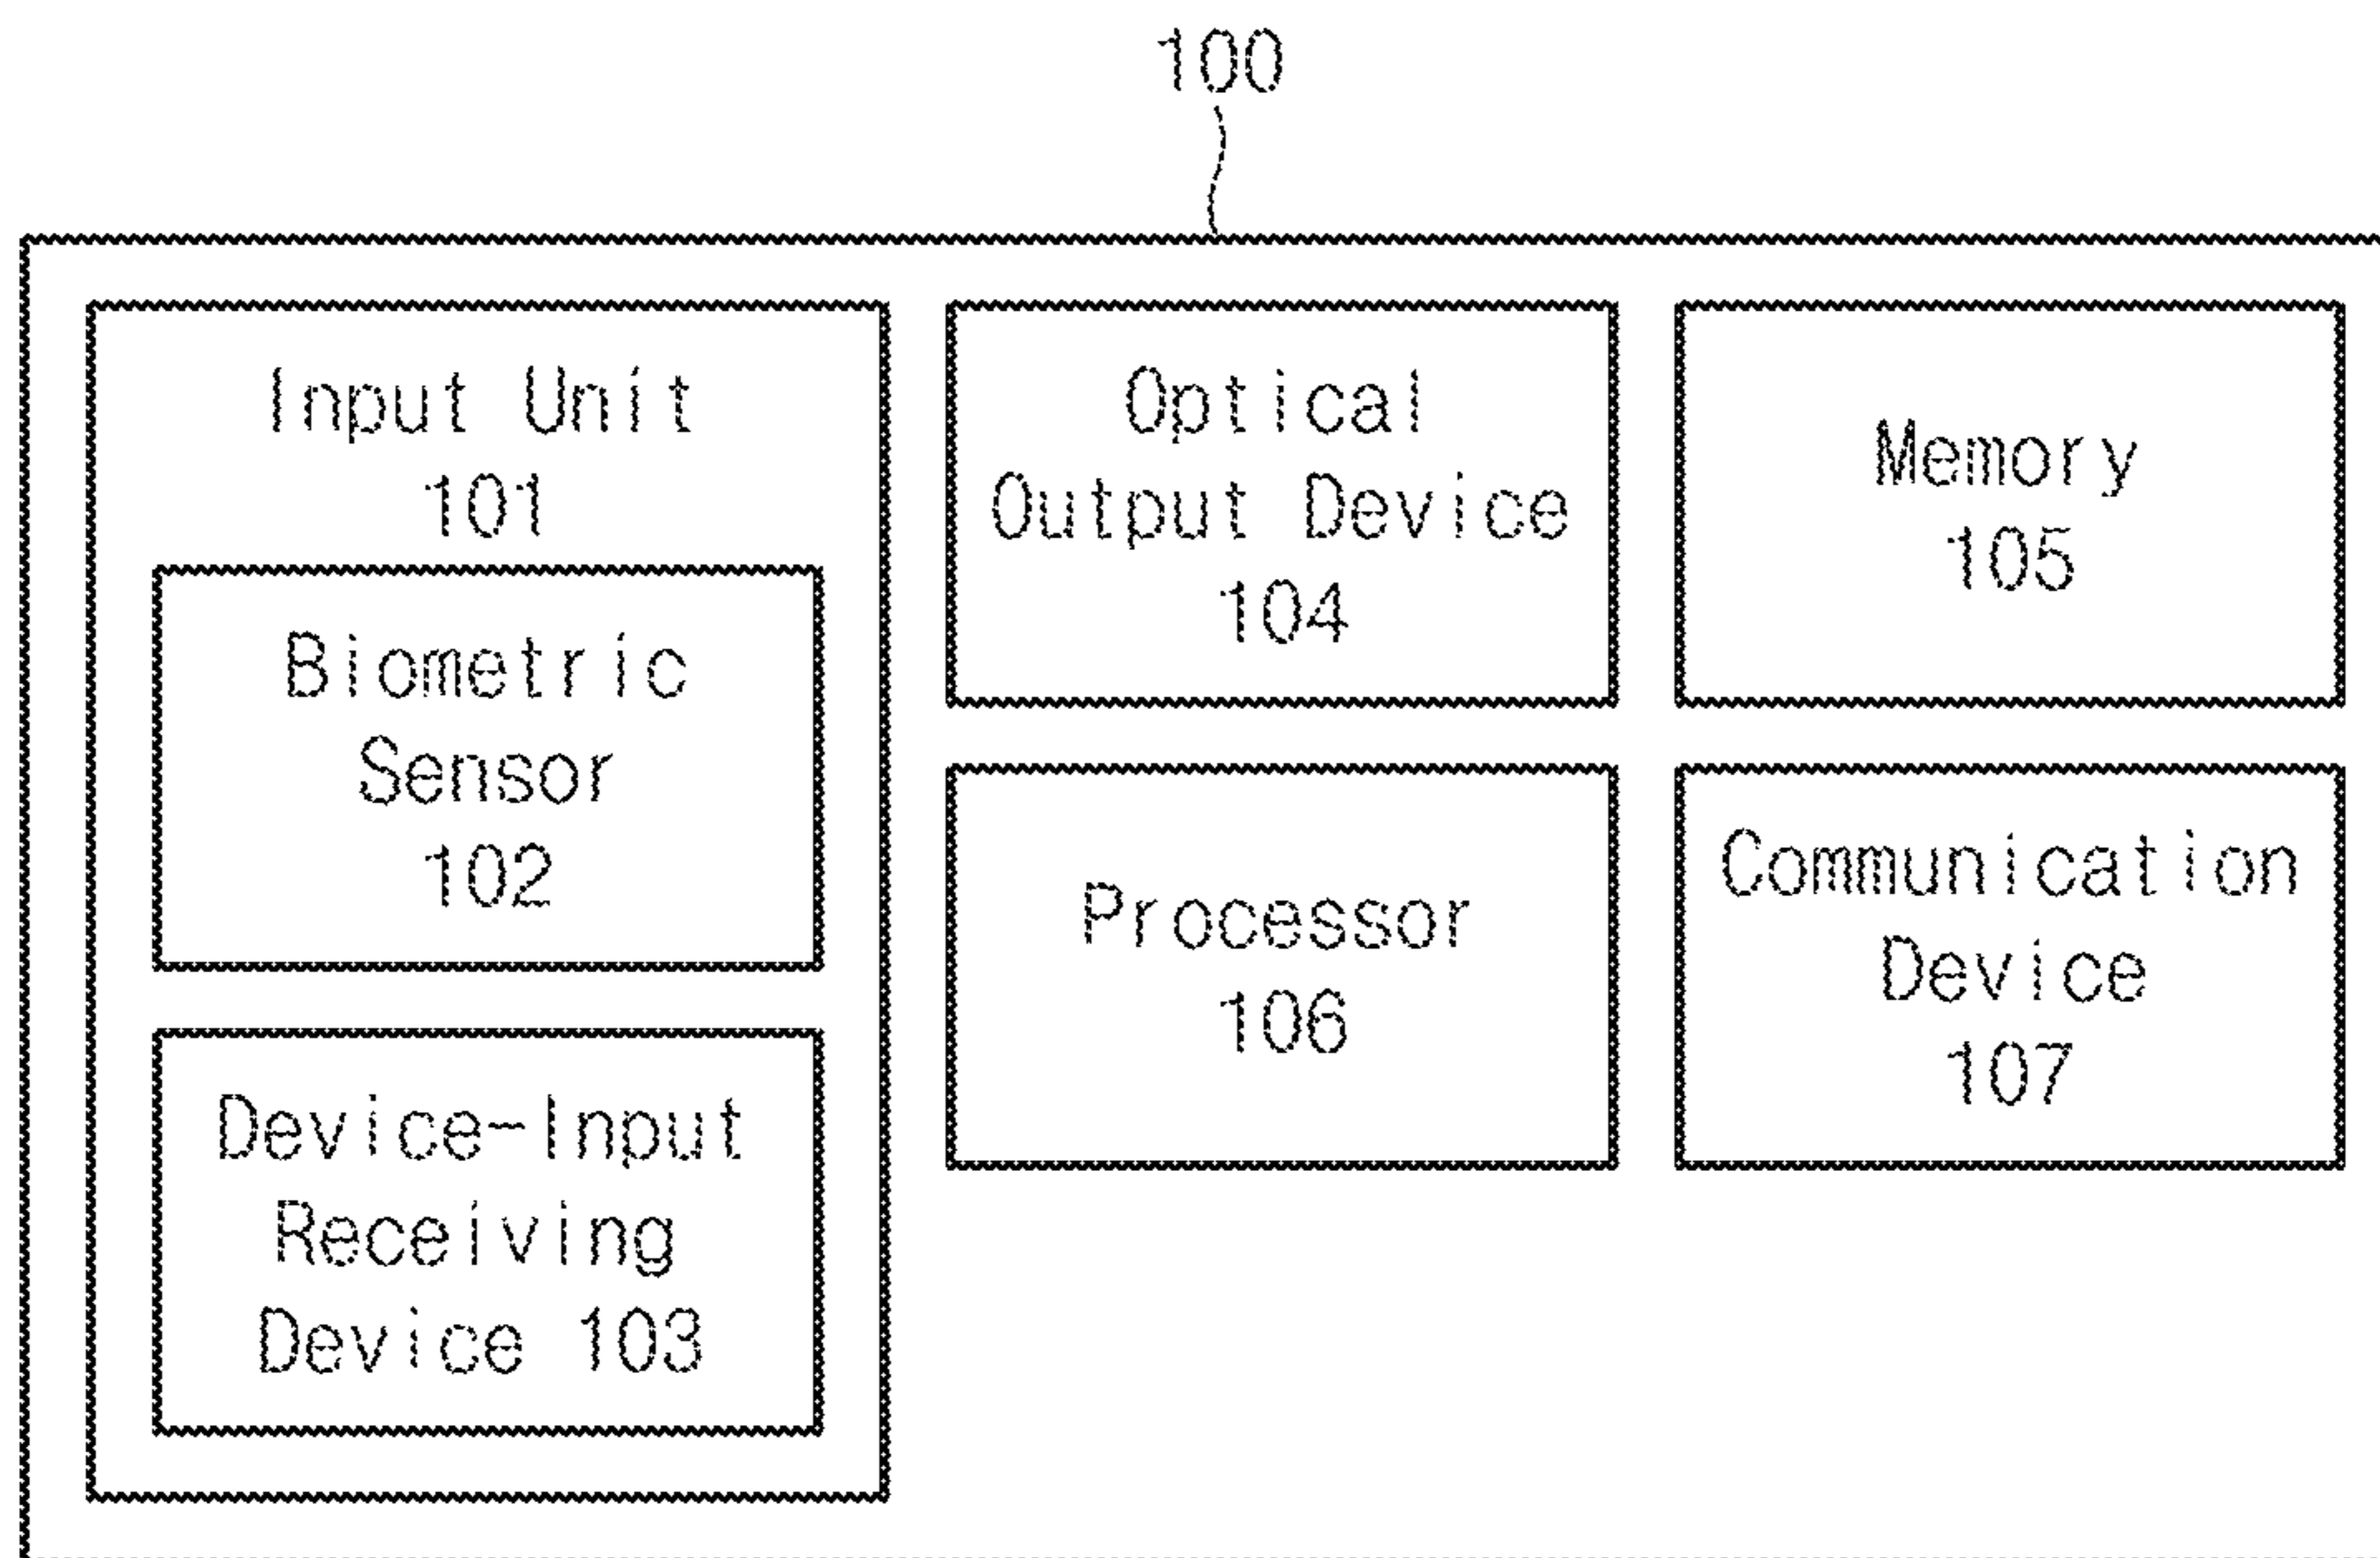 100
Input Unit
101
Biometric
Sensor
102
Device-Input
Receiving
Device 103
Optical
Output Device
104
Memory
105
Processor
106
Communication
Device
107